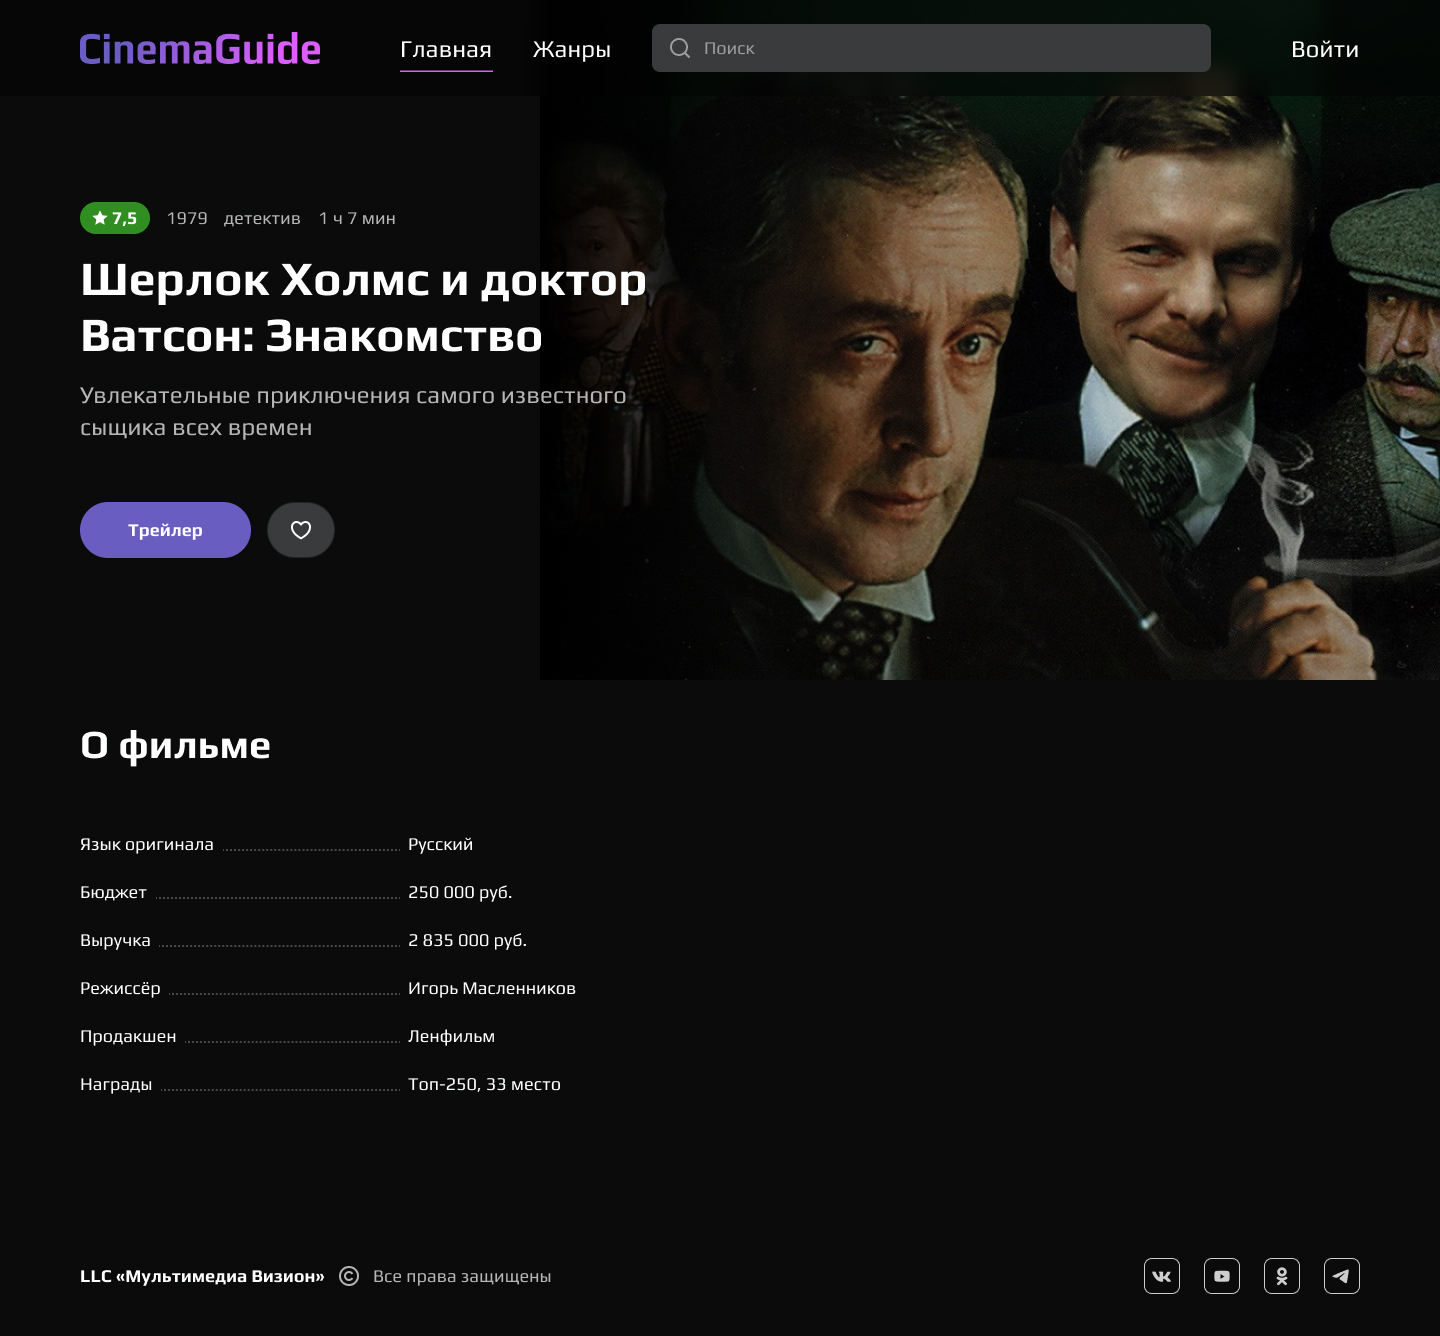 CinemaGuide
Главная
Жанры
Поиск
Войти
7,5
1979
детектив
1 ч 7 мин
Шерлок Холмс и доктор
Ватсон: Знакомство
Увлекательные приключения самого известного
сыщика всех времен
Трейлер
О фильме
Язык оригинала
Русский
Бюджет
250 000 руб.
Выручка
2 835 000 руб.
Режиссёр
Игорь Масленников
Продакшен
Ленфильм
Награды
Топ-250, 33 место
LLC «Мультимедиа Визион» © Все права защищены